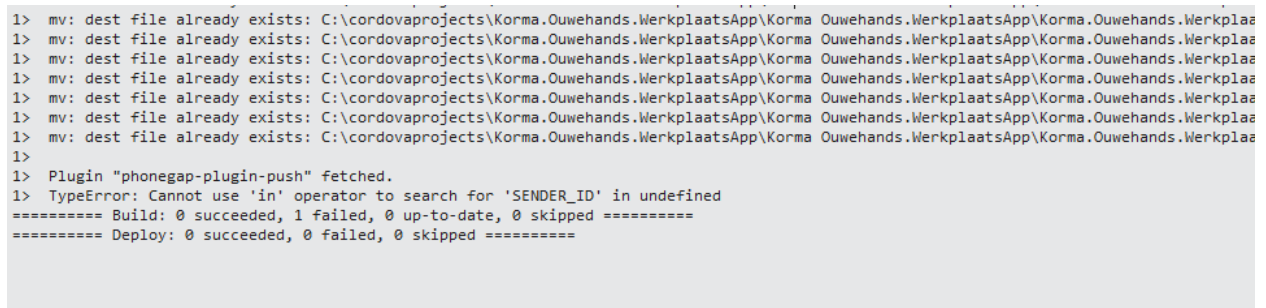 1> mv: dest file already exists: C:\cordovaprojects\Korma.Ouwehands.WerkplaatsApp\Korma Ouwehands.WerkplaatsApp\Korma.Ouwehands.Werkplaa
1> mv: dest file already exists: C:\cordovaprojects\Korma.Ouwehands.WerkplaatsApp\Korma Ouwehands.WerkplaatsApp\Korma.Ouwehands.Werkplaa
1> mv: dest file already exists: C:\cordovaprojects\Korma.Ouwehands.WerkplaatsApp\Korma Ouwehands.WerkplaatsApp\Korma.Ouwehands.Werkplaa
1> mv: dest file already exists: C:\cordovaprojects\Korma.Ouwehands.WerkplaatsApp\Korma Ouwehands.WerkplaatsApp\Korma.Ouwehands.Werkplaa
1> mv: dest file already exists: C:\cordovaprojects\Korma.Ouwehands.WerkplaatsApp\Korma Ouwehands.WerkplaatsApp\Korma.Ouwehands.Werkplaa
1> mv: dest file already exists: C:\cordovaprojects\Korma.Ouwehands.WerkplaatsApp\Korma Ouwehands.WerkplaatsApp\Korma.Ouwehands.Werkplaa
1> mv: dest file already exists: C:\cordovaprojects\Korma.Ouwehands.WerkplaatsApp\Korma Ouwehands.WerkplaatsApp\Korma.Ouwehands.Werkplaa
1>
1> Plugin "phonegap-plugin-push" fetched.
1> TypeError: Cannot use 'in' operator to search for 'SENDER_ID' in undefined
========== Build: 0 succeeded, 1 failed, 0 up-to-date, 0 skipped ==========
========== Deploy: 0 succeeded, 0 failed, 0 skipped ==========